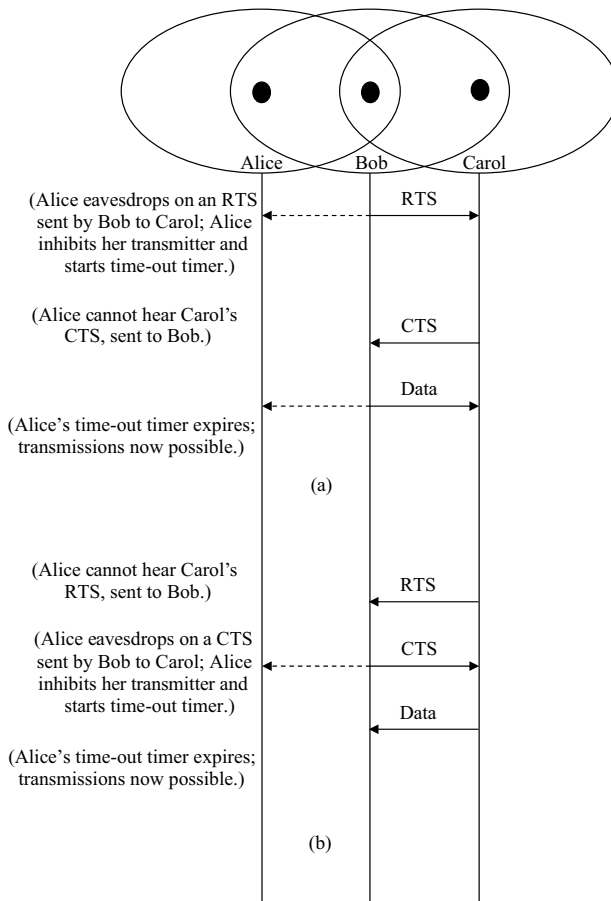 Alice Bob Carol
(Alice eavesdrops on an RTS
sent by Bob to Carol; Alice
inhibits her transmitter and
starts time-out timer.)
RTS
(Alice cannot hear Carol’s
CTS, sent to Bob.)
CTS
Data
(Alice’s time-out timer expires;
transmissions now possible.)
(a)
(Alice cannot hear Carol’s
RTS, sent to Bob.)
RTS
(Alice eavesdrops on a CTS
sent by Bob to Carol; Alice
inhibits her transmitter and
starts time-out timer.)
CTS
Data
(Alice’s time-out timer expires;
transmissions now possible.)
(b)